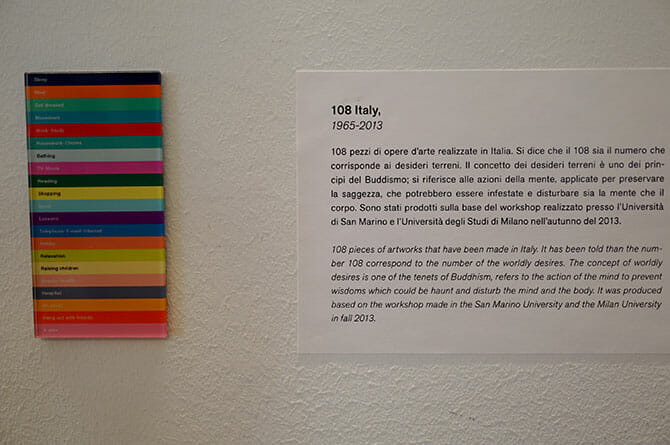 Sleep
Meal
Get dressed
Movement
Work·Study
Housework·Chores
Bathing
TV·Movie
Reading
Shopping
Sport
Lessons
Telephone·E-mail·Internet
Hobby
Relaxation
Raising children
Hang out with friends
108 Italy,
1965-2013
108 pezzi di opere d'arte realizzate in Italia. Si dice che il 108 sia il numero che
corrisponde ai desideri terreni. Il concetto dei desideri terreni è uno dei prin-
cipi del Buddismo; si riferisce alle azioni della mente, applicate per preservare
la saggezza, che potrebbero essere infestate e disturbare sia la mente che il
corpo. Sono stati prodotti sulla base del workshop realizzato presso l'Università
di San Marino e l'Università degli Studi di Milano nell'autunno del 2013.
108 pieces of artworks that have been made in Italy. It has been told than the num-
ber 108 correspond to the number of the worldly desires. The concept of worldly
desires is one of the tenets of Buddhism, refers to the action of the mind to prevent
wisdoms which could be haunt and disturb the mind and the body. It was produced
based on the workshop made in the San Marino University and the Milan University
in fall 2013.